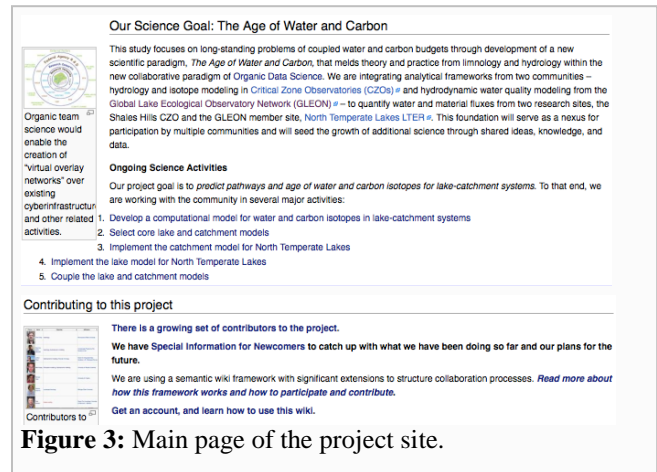 Our Science Goal: The Age of Water and Carbon
This study focuses on long-standing problems of coupled water and carbon budgets through development of a new
scientific paradigm, The Age of Water and Carbon, that melds theory and practice from limnology and hydrology within the
new collaborative paradigm of Organic Data Science. We are integrating analytical frameworks from two communities –
hydrology and isotope modeling in Critical Zone Observatories (CZOs) and hydrodynamic water quality modeling from the
Global Lake Ecological Observatory Network (GLEON) – to quantify water and material fluxes from two research sites, the
Shales Hills CZO and the GLEON member site, North Temperate Lakes LTER. This foundation will serve as a nexus for
participation by multiple communities and will seed the growth of additional science through shared ideas, knowledge, and
data.
Organic team
science would
enable the
creation of
"virtual overlay
networks" over
existing
cyberinfrastructur
and other related
activities.
Ongoing Science Activities
Our project goal is to predict pathways and age of water and carbon isotopes for lake-catchment systems. To that end, we
are working with the community in several major activities:
1. Develop a computational model for water and carbon isotopes in lake-catchment systems
2. Select core lake and catchment models
3. Implement the catchment model for North Temperate Lakes
4. Implement the lake model for North Temperate Lakes
5. Couple the lake and catchment models
Contributing to this project
There is a growing set of contributors to the project.
We have Special Information for Newcomers to catch up with what we have been doing so far and our plans for the
future.
We are using a semantic wiki framework with significant extensions to structure collaboration processes. Read more about
how this framework works and how to participate and contribute.
Get an account, and learn how to use this wiki.
Contributors to
Figure 3: Main page of the project site.